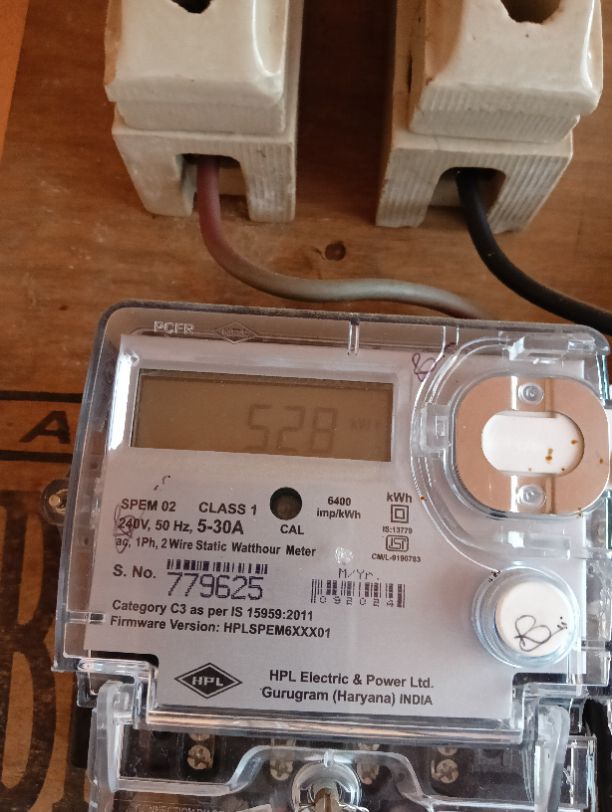 528 kWh
SPEM 02 CLASS 1
240V, 50 Hz, 5-30A
ac, 1Ph, 2 Wire Static Watthour Meter
CAL
6400
imp/kWh
kWh
IS:13779
ISI
S. No. 779625
M/Yr.
Category C3 as per IS 15959:2011
Firmware Version: HPLSPEM6XXX01
HPL
HPL Electric & Power Ltd.
Gurugram (Haryana) INDIA